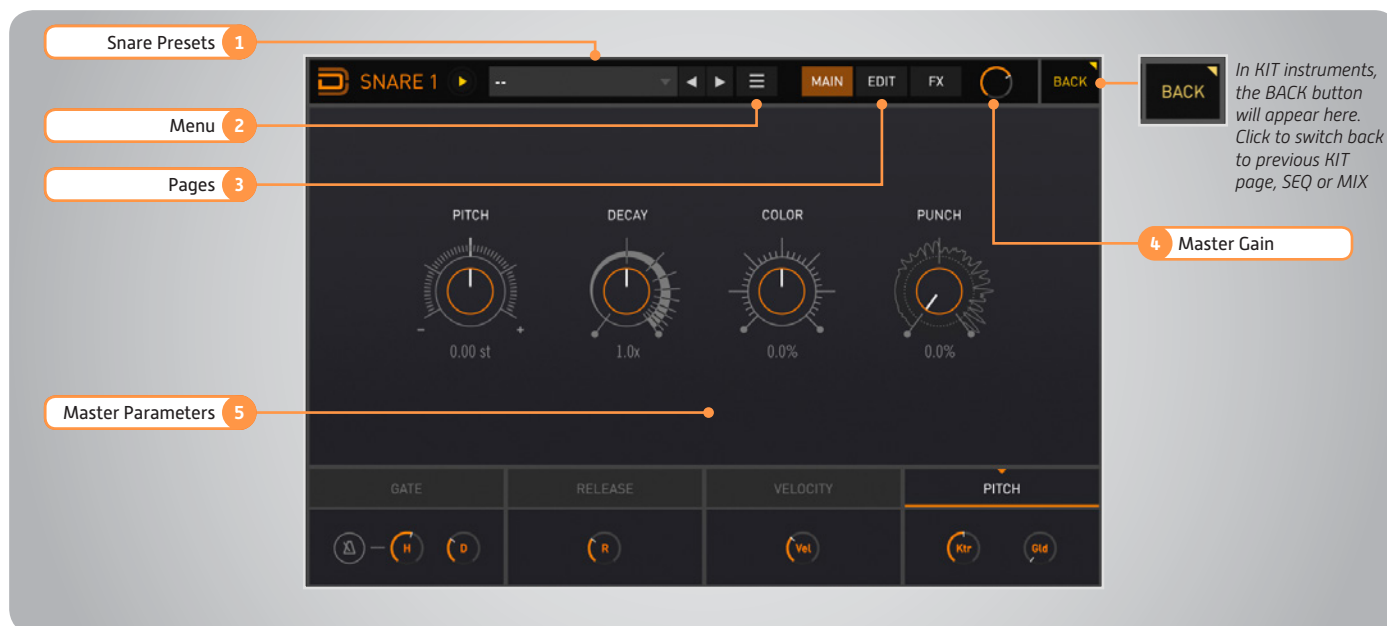 Snare Presets 1
Menu 2
Pages 3
Master Parameters 5
SNARE 1
--
MAIN EDIT FX
BACK
BACK
In KIT instruments,
the BACK button
will appear here.
Click to switch back
to previous KIT
page, SEQ or MIX
4 Master Gain
PITCH DECAY COLOR PUNCH
- +
0.00 st 1.0x 0.0% 0.0%
GATE RELEASE VELOCITY PITCH
H D R Vel Ktr Gld